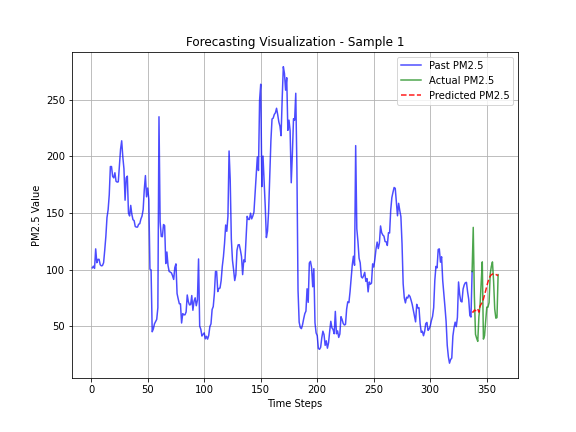 Forecasting Visualization - Sample 1
Past PM2.5
Actual PM2.5
Predicted PM2.5
PM2.5 Value
250
200
150
100
50
0
50
100
150
200
250
300
350
Time Steps